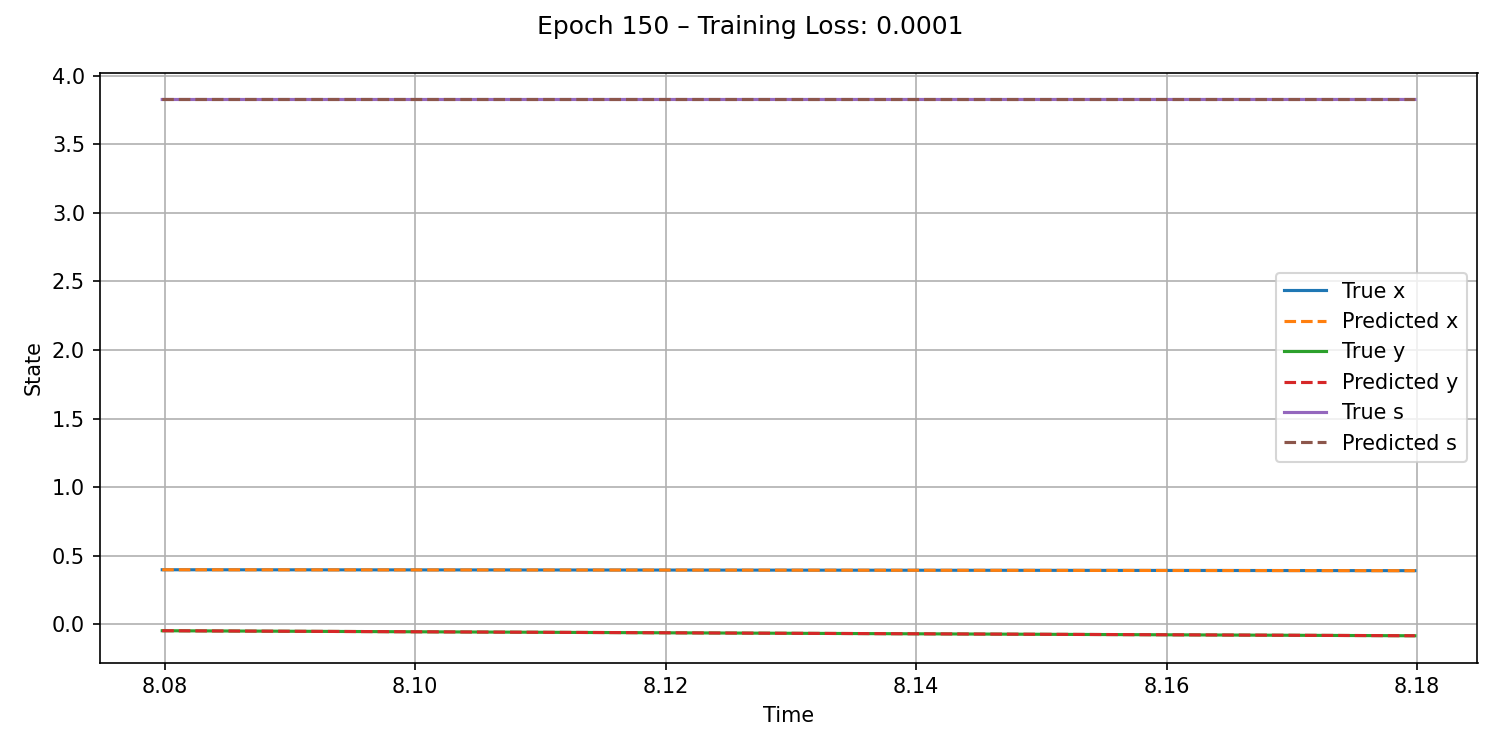 Epoch 150 – Training Loss: 0.0001
4.0
3.5
3.0
2.5
2.0
1.5
1.0
0.5
0.0
State
True x
Predicted x
True y
Predicted y
True s
Predicted s
8.08 8.10 8.12 8.14 8.16 8.18
Time